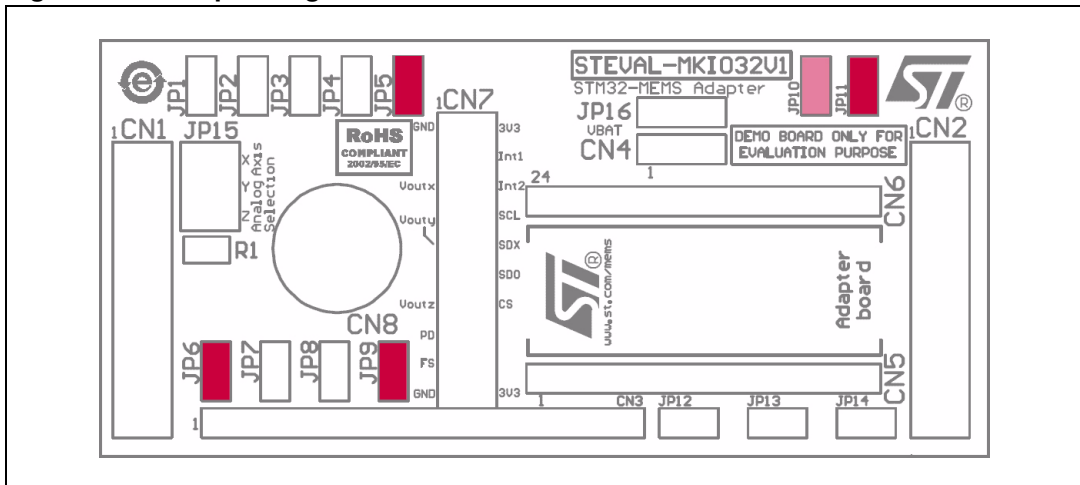 JP1
JP2
JP3
JP4
JP5
STEVAL-MKI032V1
STM32-MEMS Adapter
JP10
JP11
ST®
1CN1
JP15
1CN7
JP16
VBAT
CN4
1
DEMO BOARD ONLY FOR
EVALUATION PURPOSE
1CN2
RoHS
COMPLIANT
2002/95/EC
X
Y
Z
Analog Axis
Selection
R1
GND
Voutx
Vouty
Voutz
PD
FS
GND
3V3
Int1
Int2
SCL
SDX
SDO
CS
3V3
24
CN6
ST®
www.st.com/mems
Adapter
board
CN8
JP6
JP7
JP8
JP9
1
CN5
1
CN3
JP12
JP13
JP14